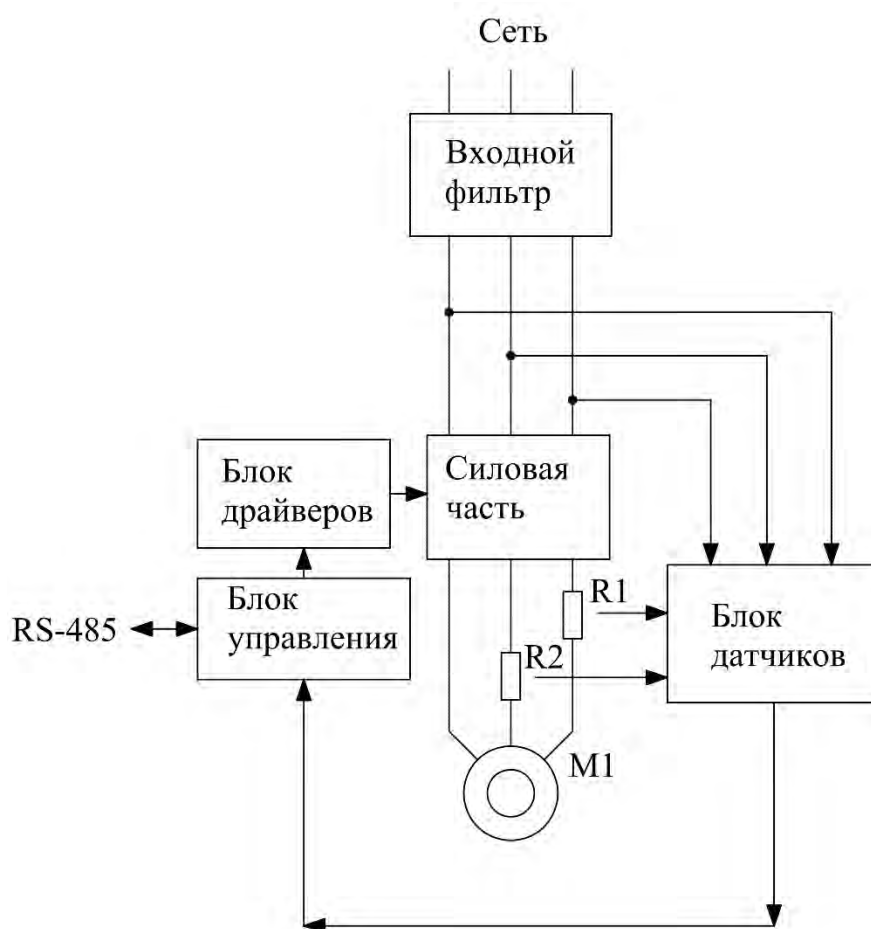 Сеть
Входной
фильтр
Силовая
часть
Блок
драйверов
Блок
управления
RS-485
R1
R2
Блок
датчиков
M1